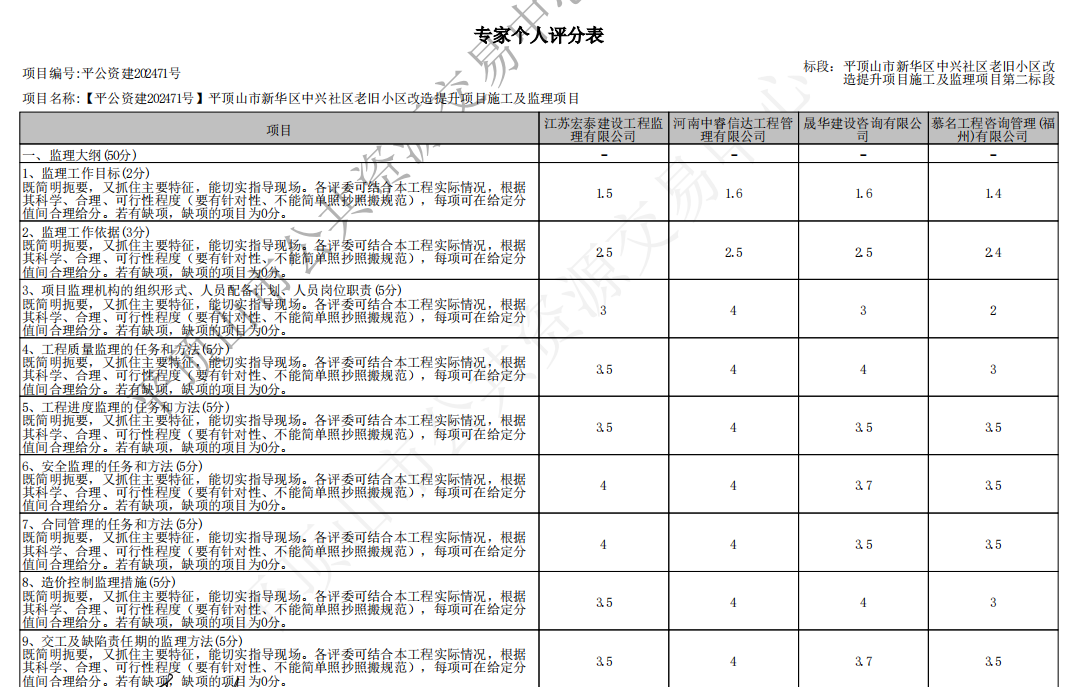 专家个人评分表
项目编号:平公资建202471号
标段: 平顶山市新华区中兴社区老旧小区改
造提升项目施工及监理项目第二标段
项目名称:【平公资建202471号】平顶山市新华区中兴社区老旧小区改造提升项目施工及监理项目
项目
江苏宏泰建设工程监
理有限公司
河南中睿信达工程管
理有限公司
晟华建设咨询有限公
司
慕名工程咨询管理(福
州)有限公司
一、监理大纲(50分)
- - - -
1、监理工作目标(2分)
既简明扼要，又抓住主要特征，能切实指导现场。各评委可结合本工程实际情况，根据
其科学、合理、可行性程度（要有针对性、不能简单照抄照搬规范），每项可在给定分
值间合理给分。若有缺项，缺项的项目为0分。
1.5 1.6 1.6 1.4
2、监理工作依据(3分)
既简明扼要，又抓住主要特征，能切实指导现场。各评委可结合本工程实际情况，根据
其科学、合理、可行性程度（要有针对性、不能简单照抄照搬规范），每项可在给定分
值间合理给分。若有缺项，缺项的项目为0分。
2.5 2.5 2.5 2.4
3、项目监理机构的组织形式、人员配备计划、人员岗位职责(5分)
既简明扼要，又抓住主要特征，能切实指导现场。各评委可结合本工程实际情况，根据
其科学、合理、可行性程度（要有针对性、不能简单照抄照搬规范），每项可在给定分
值间合理给分。若有缺项，缺项的项目为0分。
3 4 3 2
4、工程质量监理的任务和方法(5分)
既简明扼要，又抓住主要特征，能切实指导现场。各评委可结合本工程实际情况，根据
其科学、合理、可行性程度（要有针对性、不能简单照抄照搬规范），每项可在给定分
值间合理给分。若有缺项，缺项的项目为0分。
3.5 4 4 3
5、工程进度监理的任务和方法(5分)
既简明扼要，又抓住主要特征，能切实指导现场。各评委可结合本工程实际情况，根据
其科学、合理、可行性程度（要有针对性、不能简单照抄照搬规范），每项可在给定分
值间合理给分。若有缺项，缺项的项目为0分。
3.5 4 3.5 3.5
6、安全监理的任务和方法(5分)
既简明扼要，又抓住主要特征，能切实指导现场。各评委可结合本工程实际情况，根据
其科学、合理、可行性程度（要有针对性、不能简单照抄照搬规范），每项可在给定分
值间合理给分。若有缺项，缺项的项目为0分。
4 4 3.7 3.5
7、合同管理的任务和方法(5分)
既简明扼要，又抓住主要特征，能切实指导现场。各评委可结合本工程实际情况，根据
其科学、合理、可行性程度（要有针对性、不能简单照抄照搬规范），每项可在给定分
值间合理给分。若有缺项，缺项的项目为0分。
4 4 3.5 3.5
8、造价控制监理措施(5分)
既简明扼要，又抓住主要特征，能切实指导现场。各评委可结合本工程实际情况，根据
其科学、合理、可行性程度（要有针对性、不能简单照抄照搬规范），每项可在给定分
值间合理给分。若有缺项，缺项的项目为0分。
3.5 4 4 3
9、交工及缺陷责任期的监理方法(5分)
既简明扼要，又抓住主要特征，能切实指导现场。各评委可结合本工程实际情况，根据
其科学、合理、可行性程度（要有针对性、不能简单照抄照搬规范），每项可在给定分
值间合理给分。若有缺项，缺项的项目为0分。
3.5 4 3.7 3.5
平顶山市公共资源交易中心
平顶山市公共资源交易中心